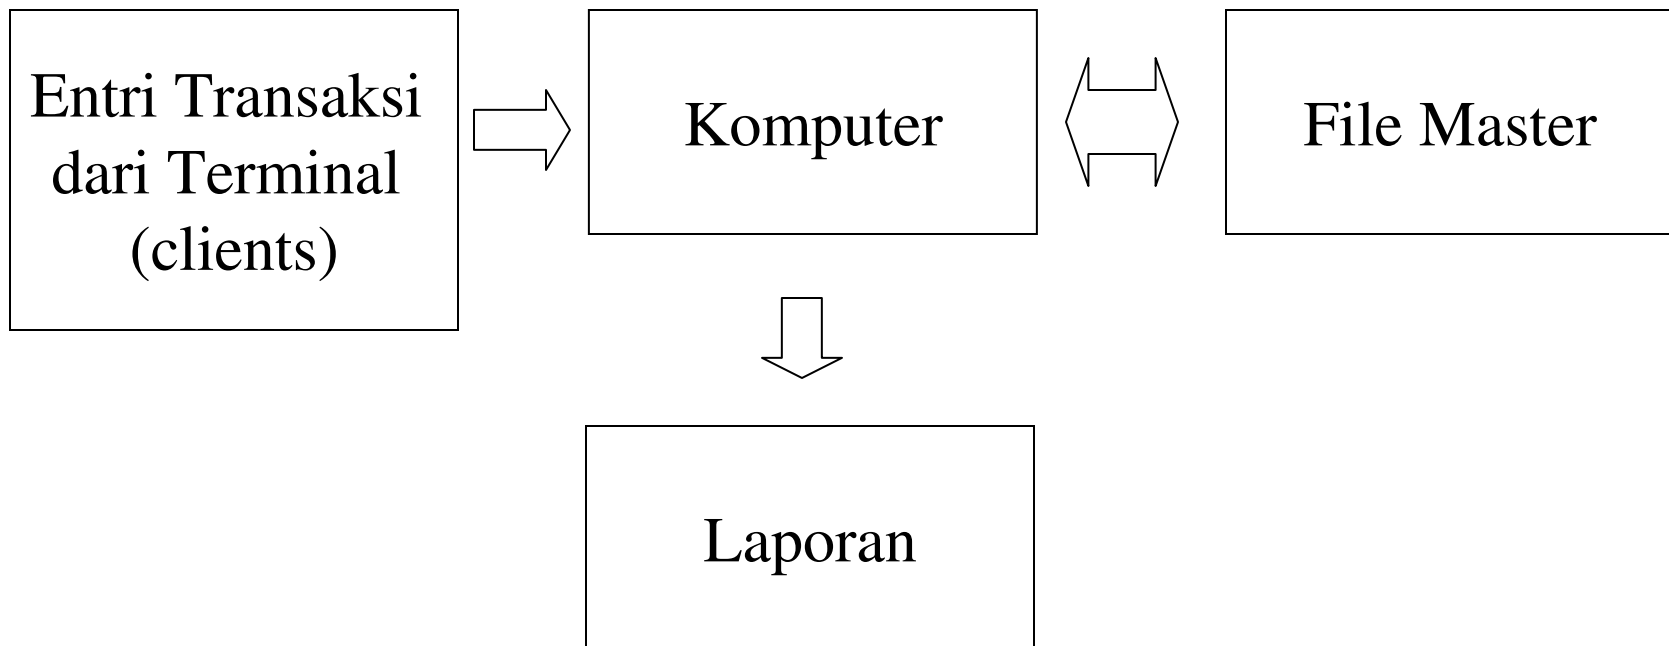 Entri Transaksi
dari Terminal
(clients)
Komputer
File Master
Laporan